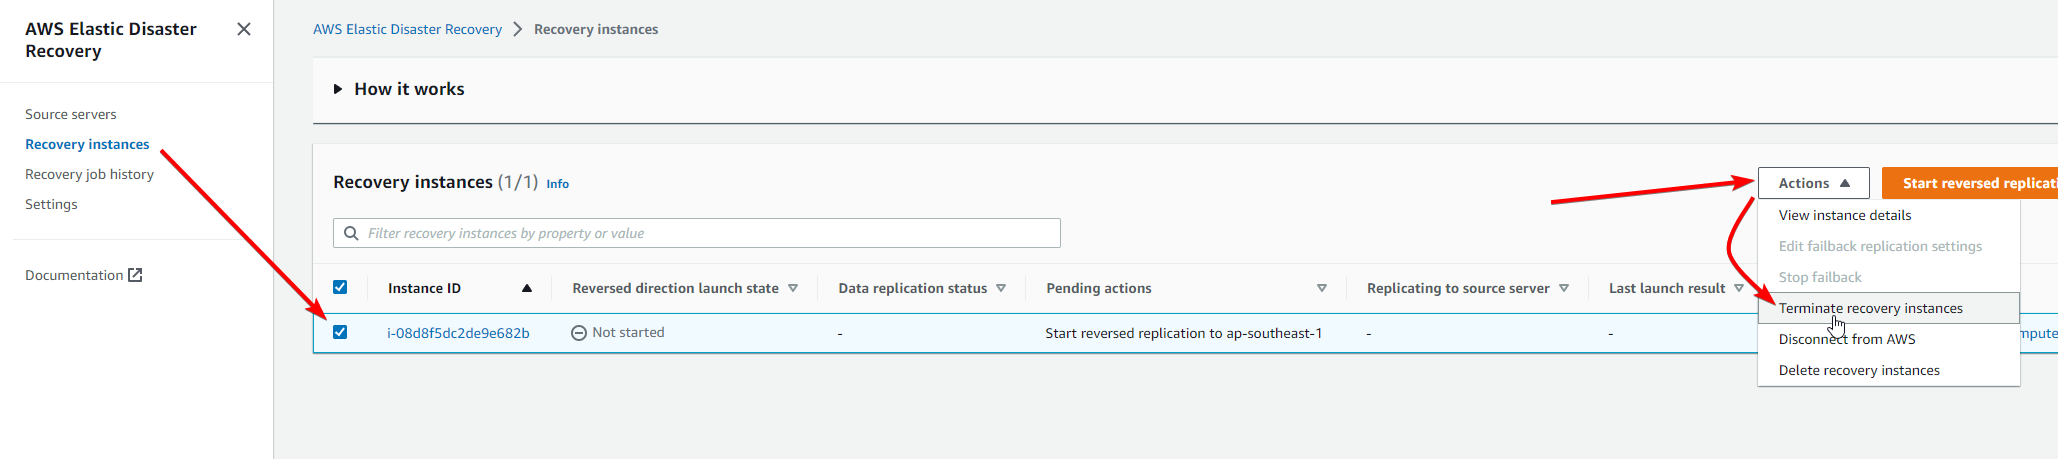 AWS Elastic Disaster
Recovery
Source servers
Recovery instances
Recovery job history
Settings
Documentation
AWS Elastic Disaster Recovery > Recovery instances
How it works
Recovery instances (1/1) Info
Actions
Start reversed replicati
Filter recovery instances by property or value
View instance details
Edit failback replication settings
Stop failback
Terminate recovery instances
Disconnect from AWS
Delete recovery instances
Instance ID Reversed direction launch state Data replication status Pending actions Replicating to source server Last launch result
i-08d8f5dc2de9e682b Not started - Start reversed replication to ap-southeast-1 - - mpute